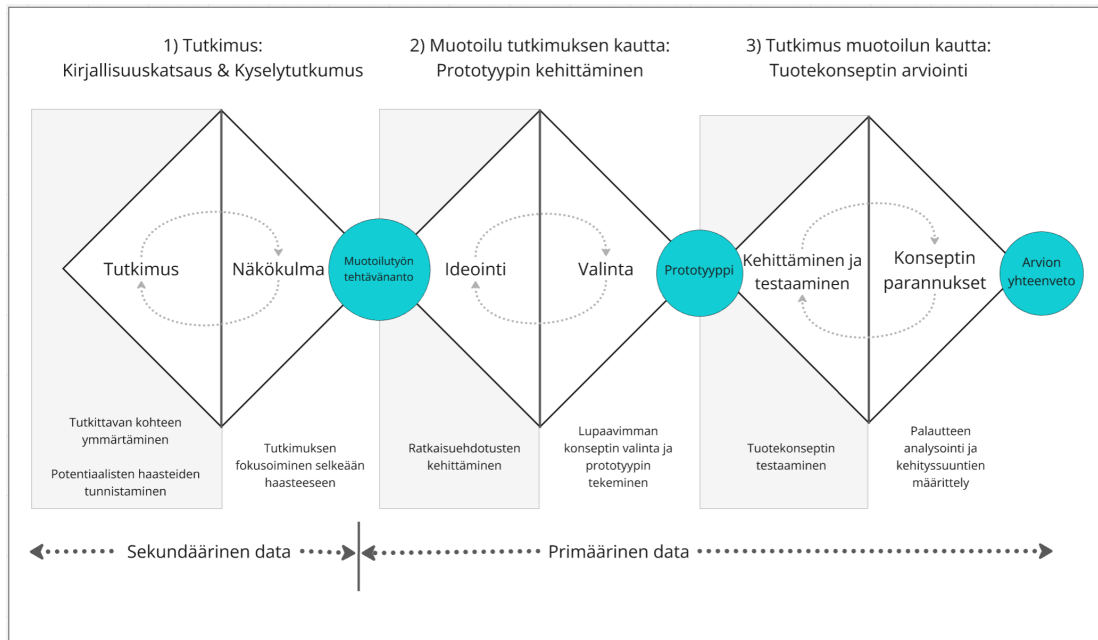 1) Tutkimus:
Kirjallisuuskatsaus & Kyselytutkumus
2) Muotoilu tutkimuksen kautta:
Prototyypin kehittäminen
3) Tutkimus muotoilun kautta:
Tuotekonseptin arviointi
Tutkimus
Näkökulma
Muotoilutyön
tehtävänanto
Ideointi
Valinta
Prototyyppi
Kehittäminen ja
testaaminen
Konseptin
parannukset
Arvion
yhteenveto
Tutkittavan kohteen
ymmärtäminen
Potentiaalisten haasteiden
tunnistaminen
Tutkimuksen
fokusoiminen selkeään
haasteeseen
Ratkaisuehdotusten
kehittäminen
Lupaavimman
konseptin valinta ja
prototyypin
tekeminen
Tuotekonseptin
testaaminen
Palautteen
analysointi ja
kehityssuuntien
määrittely
Sekundäärinen data
Primäärinen data